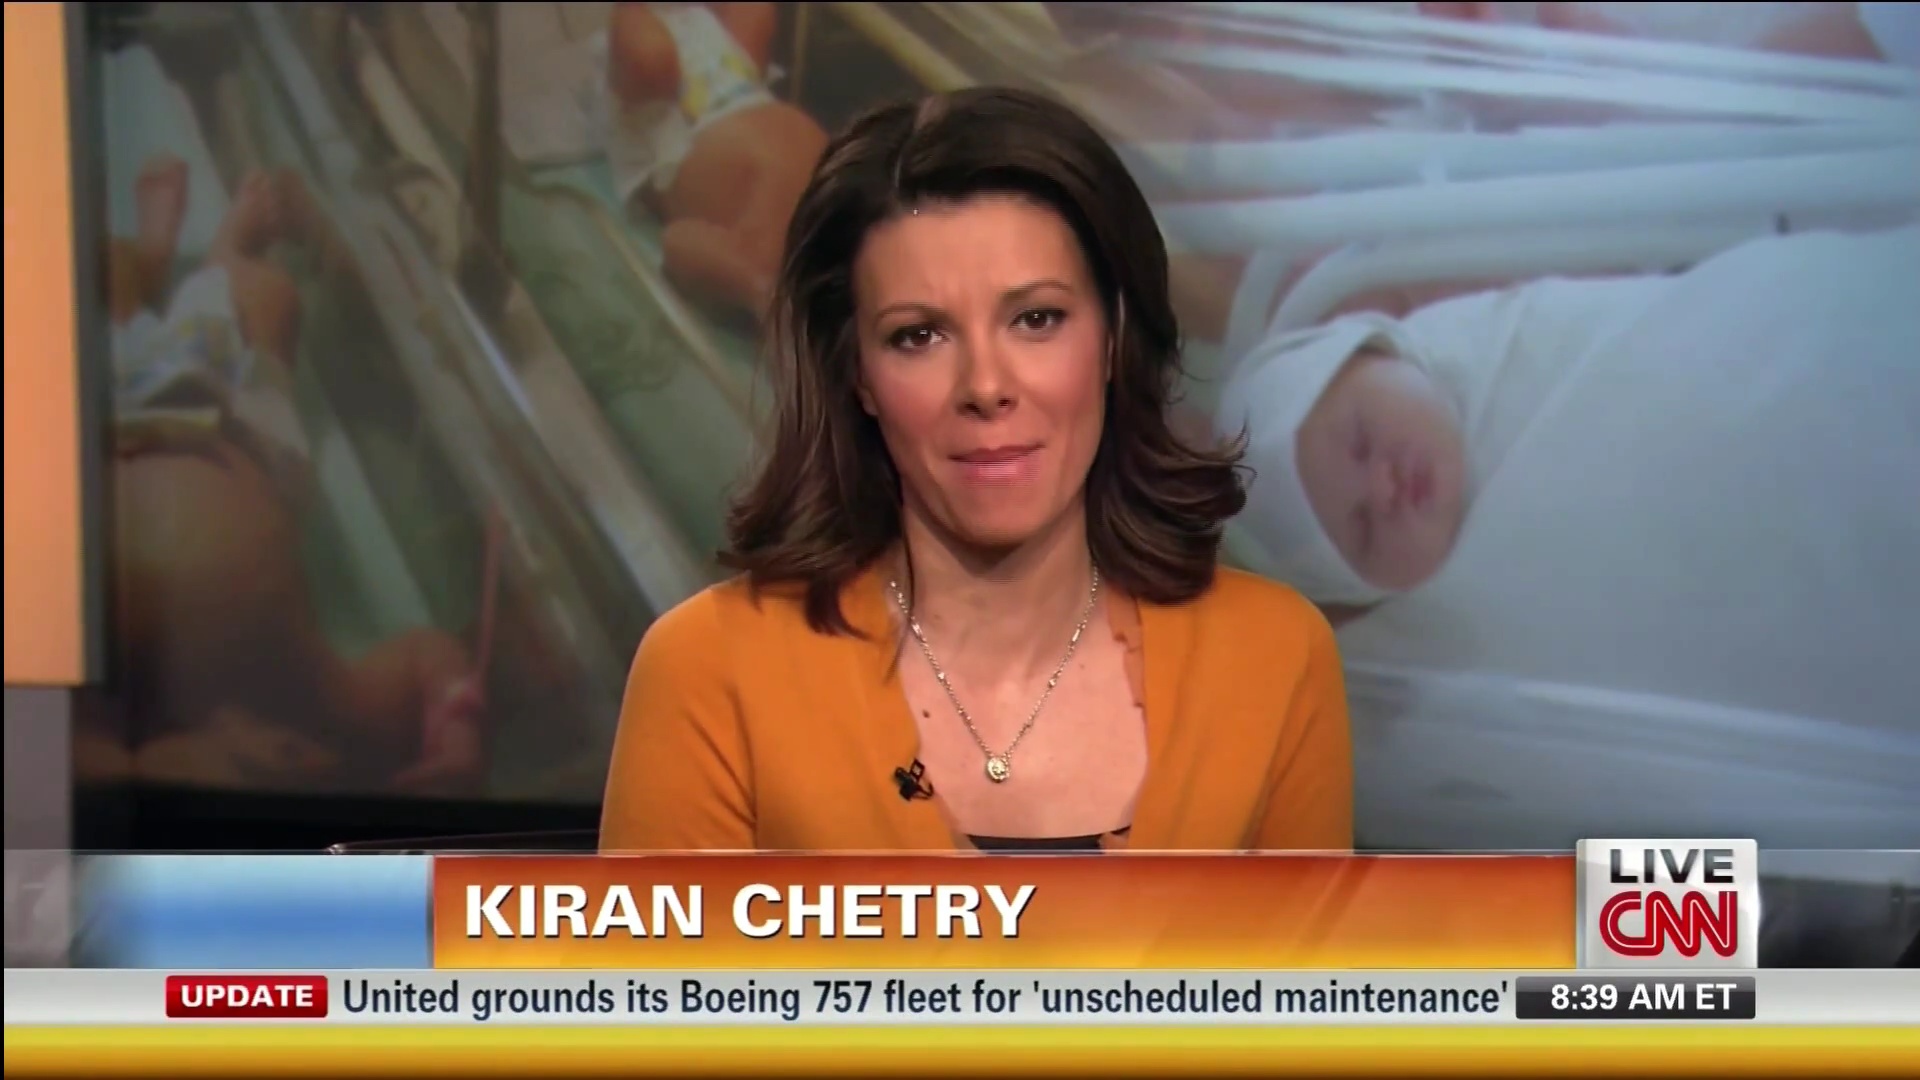 KIRAN CHETRY
LIVE
CNN
UPDATE United grounds its Boeing 757 fleet for 'unscheduled maintenance' 8:39 AM ET